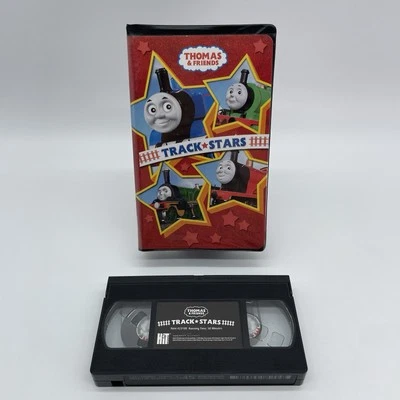 THOMAS
& FRIENDS
TRACK★STARS
THOMAS
& FRIENDS
TRACK★STARS
HiT